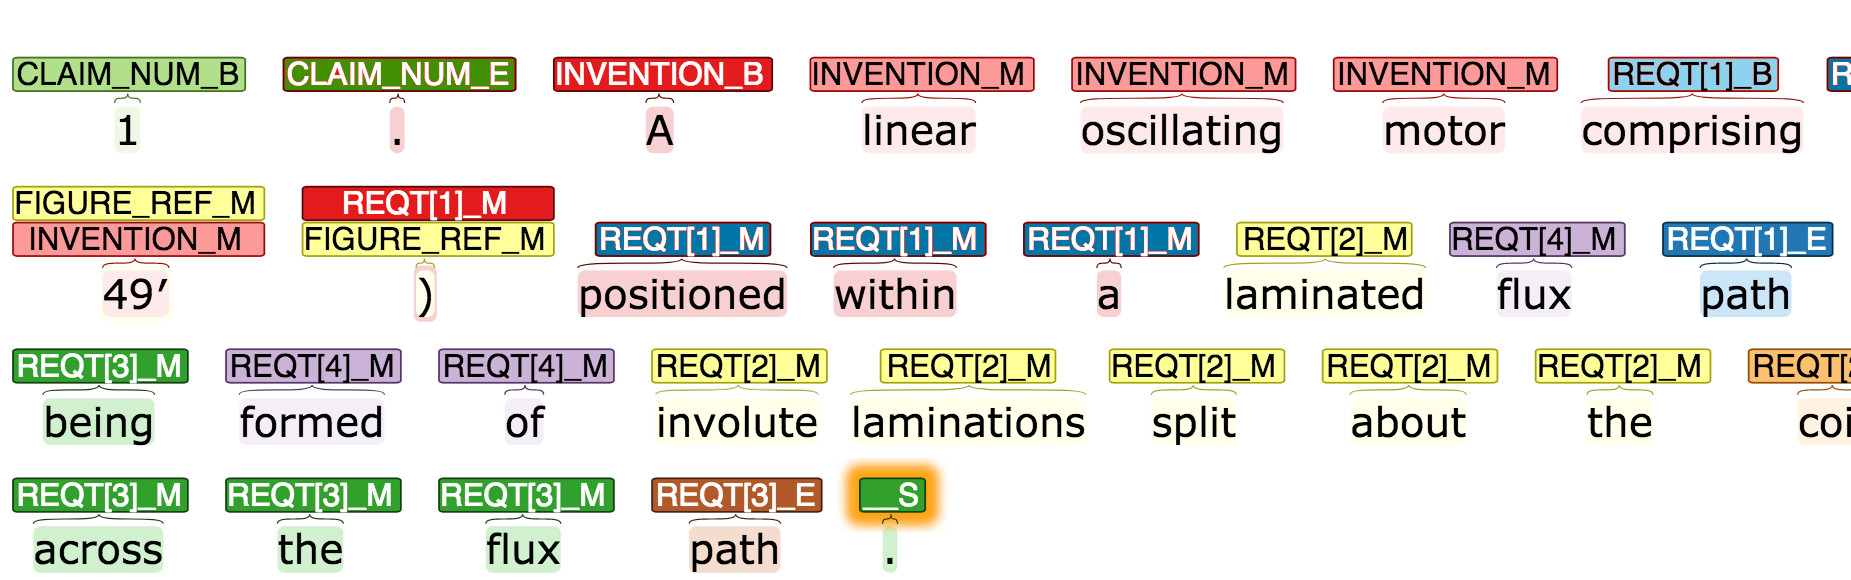 CLAIM_NUM_B CLAIM_NUM_E INVENTION_B INVENTION_M INVENTION_M INVENTION_M REQT[1]_B
1 . A linear oscillating motor comprising
FIGURE_REF_M REQT[1]_M
INVENTION_M FIGURE_REF_M REQT[1]_M REQT[1]_M REQT[1]_M REQT[2]_M REQT[4]_M REQT[1]_E
49′ ) positioned within a laminated flux path
REQT[3]_M REQT[4]_M REQT[4]_M REQT[2]_M REQT[2]_M REQT[2]_M REQT[2]_M REQT[2]_M REQT[2
being formed of involute laminations split about the coi
REQT[3]_M REQT[3]_M REQT[3]_M REQT[3]_E __S
across the flux path .